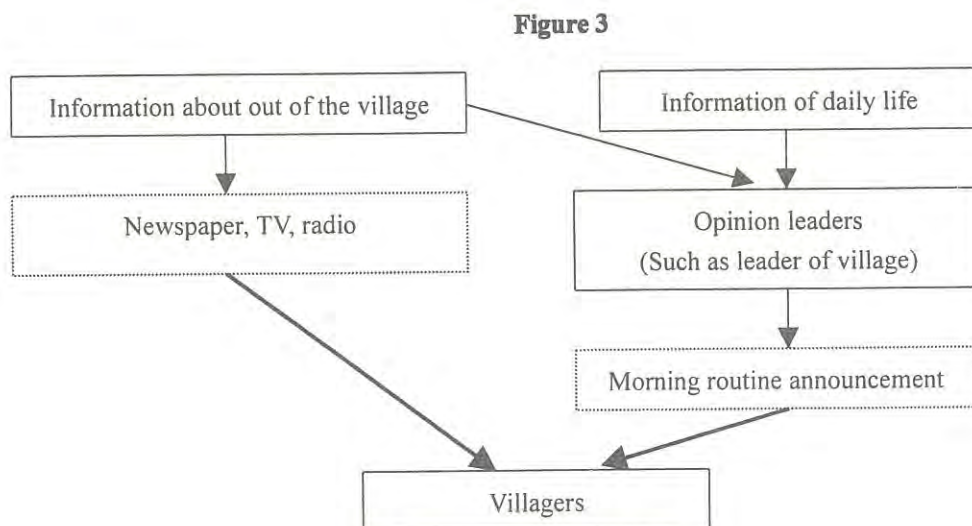 Figure 3
Information about out of the village
Information of daily life
Newspaper, TV, radio
Opinion leaders
(Such as leader of village)
Morning routine announcement
Villagers